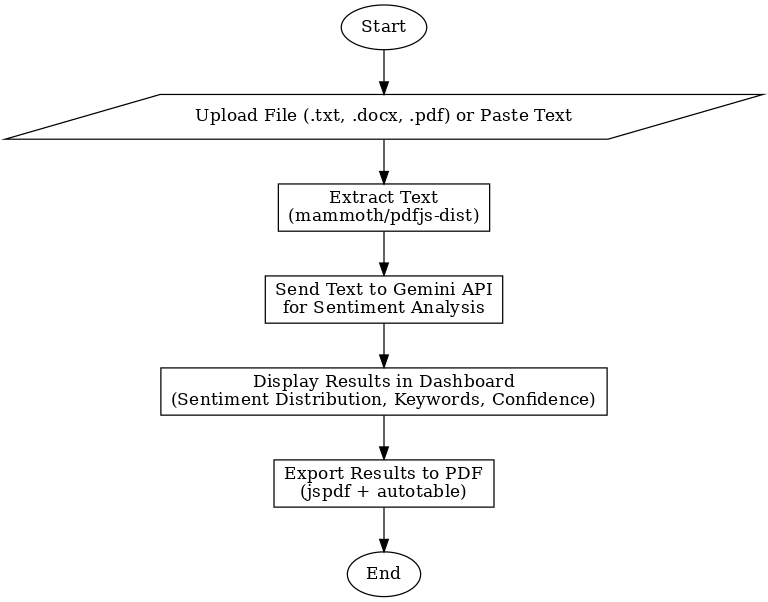 Start
Upload File (.txt, .docx, .pdf) or Paste Text
Extract Text
(mammoth/pdfjs-dist)
Send Text to Gemini API
for Sentiment Analysis
Display Results in Dashboard
(Sentiment Distribution, Keywords, Confidence)
Export Results to PDF
(jspdf + autotable)
End